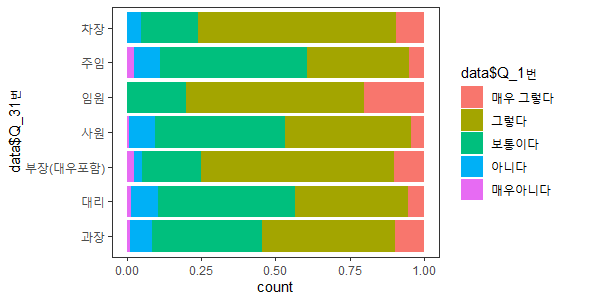 data$Q_31번
차장
주임
임원
사원
부장(대우포함)
대리
과장
0.00 0.25 0.50 0.75 1.00
count
data$Q_1번
매우 그렇다
그렇다
보통이다
아니다
매우아니다